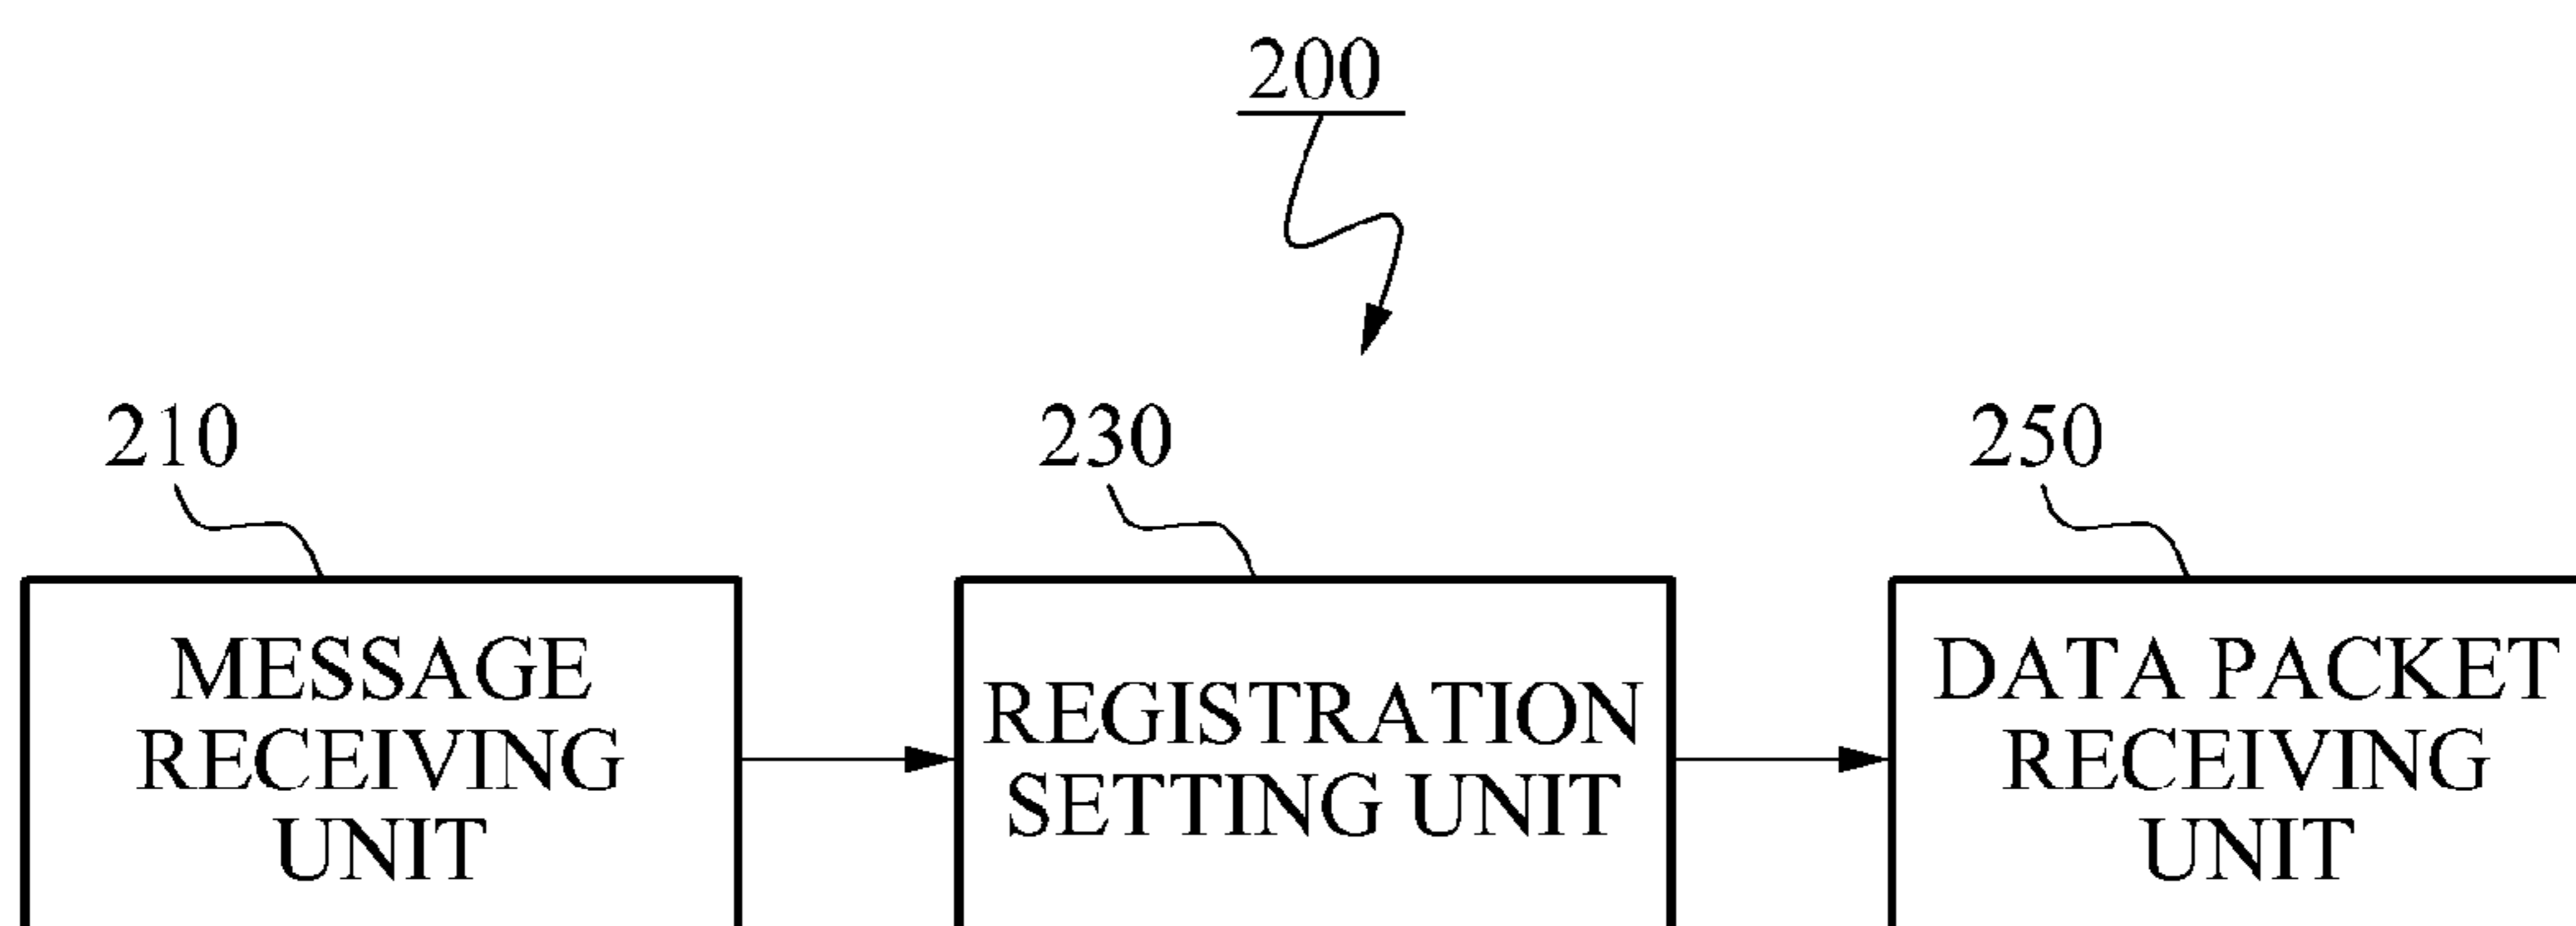 200
210
230
250
MESSAGE
RECEIVING
UNIT
REGISTRATION
SETTING UNIT
DATA PACKET
RECEIVING
UNIT